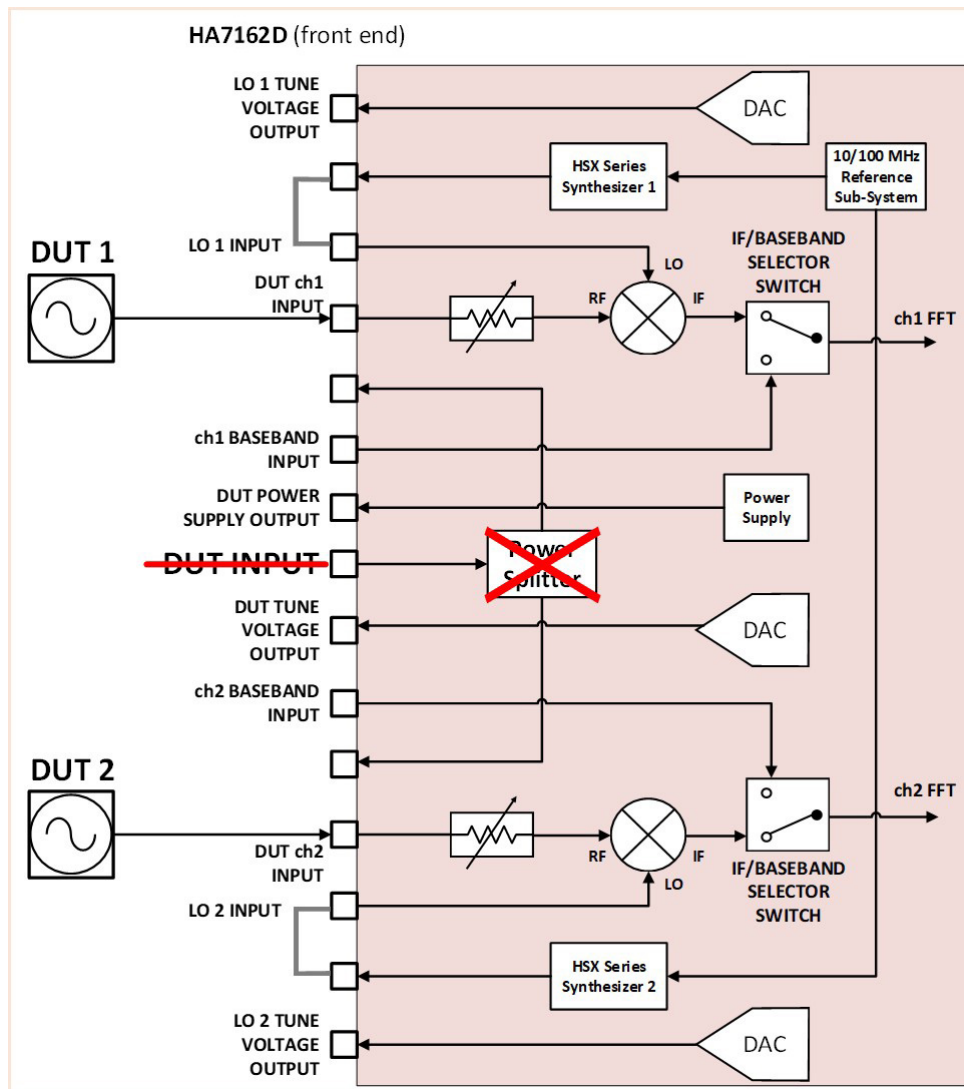 HA7162D (front end)
LO 1 TUNE
VOLTAGE
OUTPUT
DAC
HSX Series
Synthesizer 1
10/100 MHz
Reference
Sub-System
DUT 1
LO 1 INPUT
LO
IF/BASEBAND
SELECTOR
SWITCH
DUT ch1
INPUT
RF
IF
ch1 FFT
ch1 BASEBAND
INPUT
DUT POWER
SUPPLY OUTPUT
Power
Supply
DUT INPUT
Power
Splitter
DUT TUNE
VOLTAGE
OUTPUT
DAC
ch2 BASEBAND
INPUT
DUT 2
ch2 FFT
DUT ch2
INPUT
RF
IF
LO
IF/BASEBAND
SELECTOR
SWITCH
LO 2 INPUT
HSX Series
Synthesizer 2
LO 2 TUNE
VOLTAGE
OUTPUT
DAC